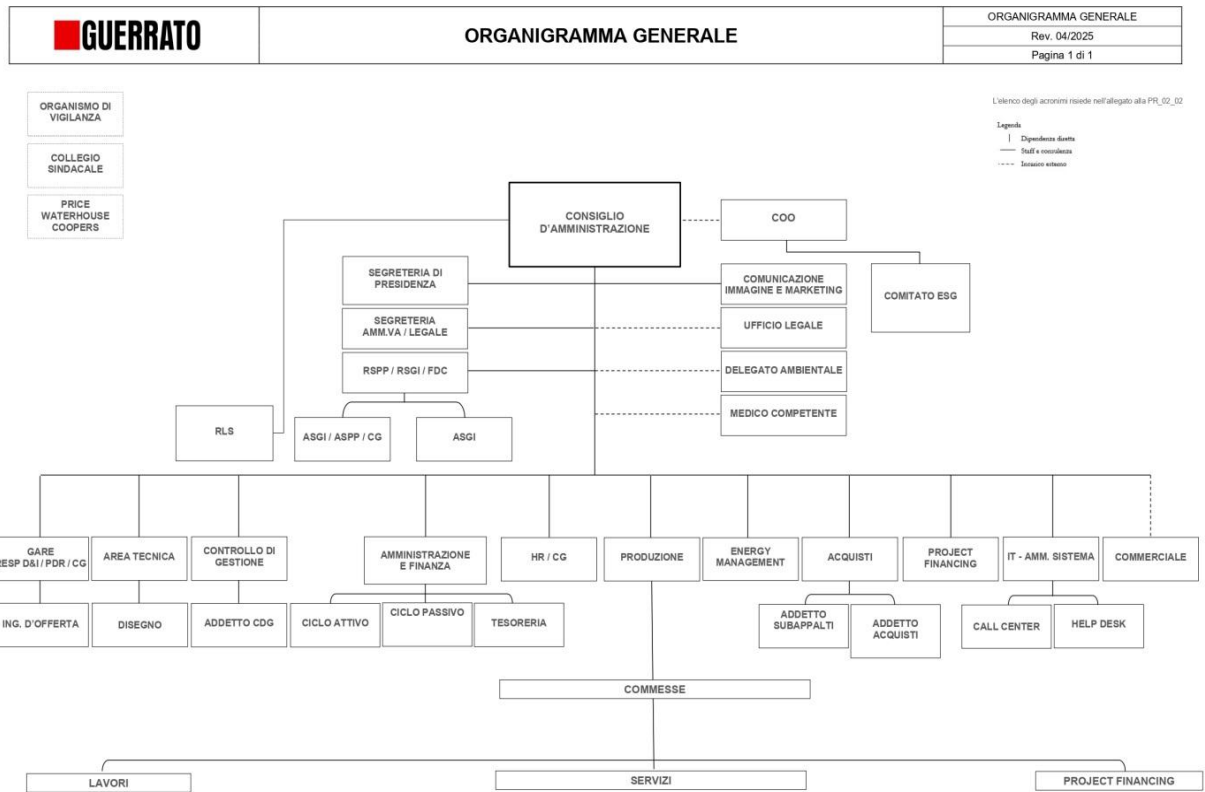 GUERRATO
ORGANIGRAMMA GENERALE
ORGANIGRAMMA GENERALE
Rev. 04/2025
Pagina 1 di 1
L'elenco degli acronimi risiede nell'allegato alla PR_02_02
Legenda
Dipendenza diretta
Staff e consulenza
Incarico esterno
ORGANISMO DI
VIGILANZA
COLLEGIO
SINDACALE
PRICE
WATERHOUSE
COOPERS
CONSIGLIO
D'AMMINISTRAZIONE
COO
COMITATO ESG
SEGRETERIA DI
PRESIDENZA
COMUNICAZIONE
IMMAGINE E MARKETING
SEGRETERIA
AMM.VA / LEGALE
UFFICIO LEGALE
RSPP / RSGI / FDC
DELEGATO AMBIENTALE
MEDICO COMPETENTE
RLS
ASGI / ASPP / CG
ASGI
GARE
RESP D&I / PDR / CG
AREA TECNICA
CONTROLLO DI
GESTIONE
AMMINISTRAZIONE
E FINANZA
HR / CG
PRODUZIONE
ENERGY
MANAGEMENT
ACQUISTI
PROJECT
FINANCING
IT - AMM. SISTEMA
COMMERCIALE
ING. D'OFFERTA
DISEGNO
ADDETTO CDG
CICLO ATTIVO
CICLO PASSIVO
TESORERIA
ADDETTO
SUBAPPALTI
ADDETTO
ACQUISTI
CALL CENTER
HELP DESK
COMMESSE
LAVORI
SERVIZI
PROJECT FINANCING